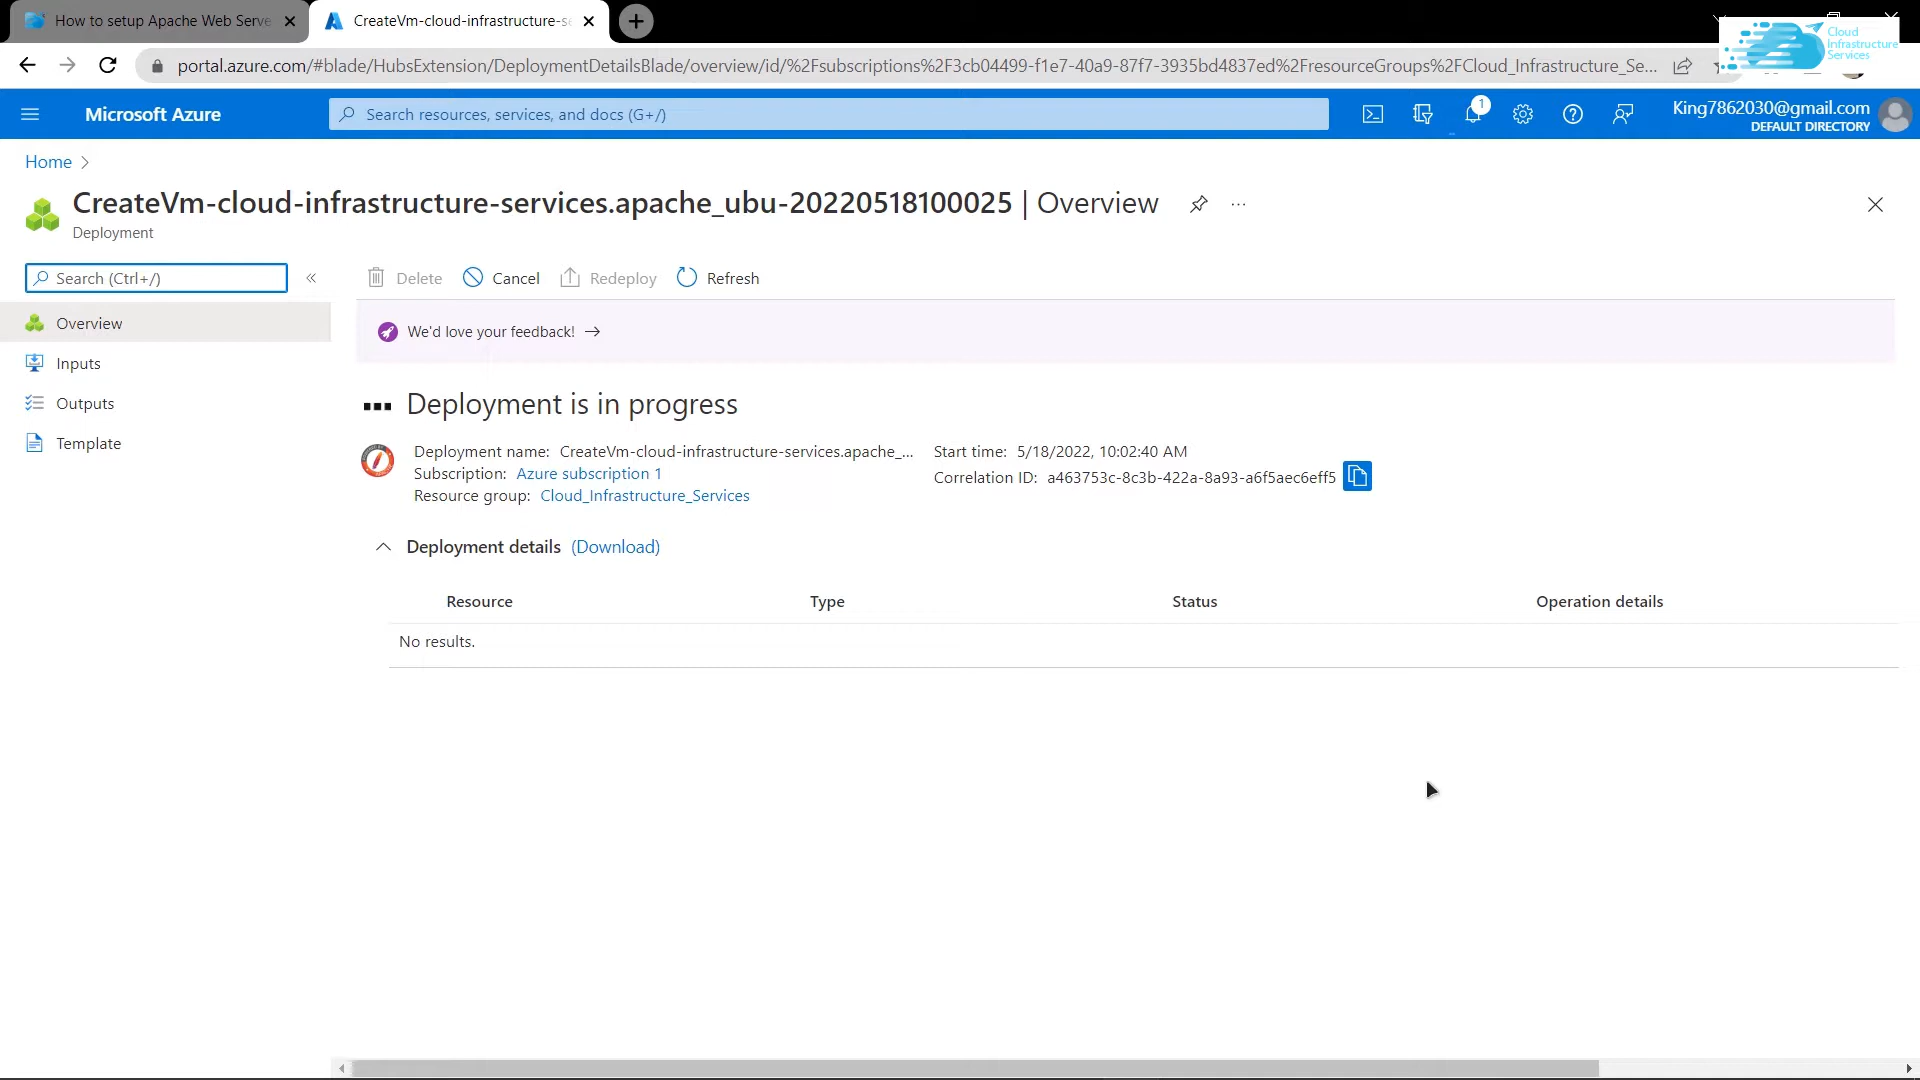 How to setup Apache Web Serve
CreateVm-cloud-infrastructure-s
Cloud
Infrastructure
Services
portal.azure.com/#blade/HubsExtension/DeploymentDetailsBlade/overview/id/%2Fsubscriptions%2F3cb04499-f1e7-40a9-87f7-3935bd4837ed%2FresourceGroups%2FCloud_Infrastructure_Se...
Microsoft Azure
Search resources, services, and docs (G+/)
1
King7862030@gmail.com
DEFAULT DIRECTORY
Home
CreateVm-cloud-infrastructure-services.apache_ubu-20220518100025 | Overview
Deployment
Search (Ctrl+/)
Delete
Cancel
Redeploy
Refresh
Overview
Inputs
Outputs
Template
We'd love your feedback! →
Deployment is in progress
Deployment name: CreateVm-cloud-infrastructure-services.apache_...
Subscription: Azure subscription 1
Resource group: Cloud_Infrastructure_Services
Start time: 5/18/2022, 10:02:40 AM
Correlation ID: a463753c-8c3b-422a-8a93-a6f5aec6eff5
Deployment details (Download)
Resource Type Status Operation details
No results.